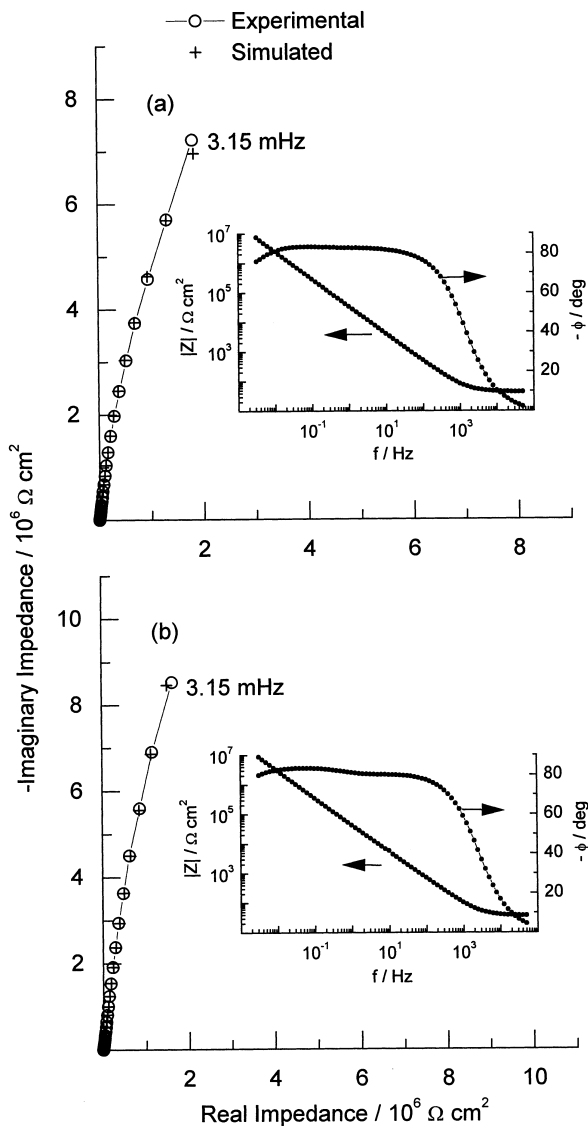 Experimental
Simulated
(a)
3.15 mHz
8
6
4
2
2 4 6 8
|Z| / Ω cm²
10⁷
10⁵
10³
10⁻¹ 10¹ 10³
f / Hz
80
60
40
20
- ϕ / deg
-Imaginary Impedance / 10⁶ Ω cm²
(b)
3.15 mHz
10
8
6
4
2
2 4 6 8 10
|Z| / Ω cm²
10⁷
10⁵
10³
10⁻¹ 10¹ 10³
f / Hz
80
60
40
20
- ϕ / deg
Real Impedance / 10⁶ Ω cm²